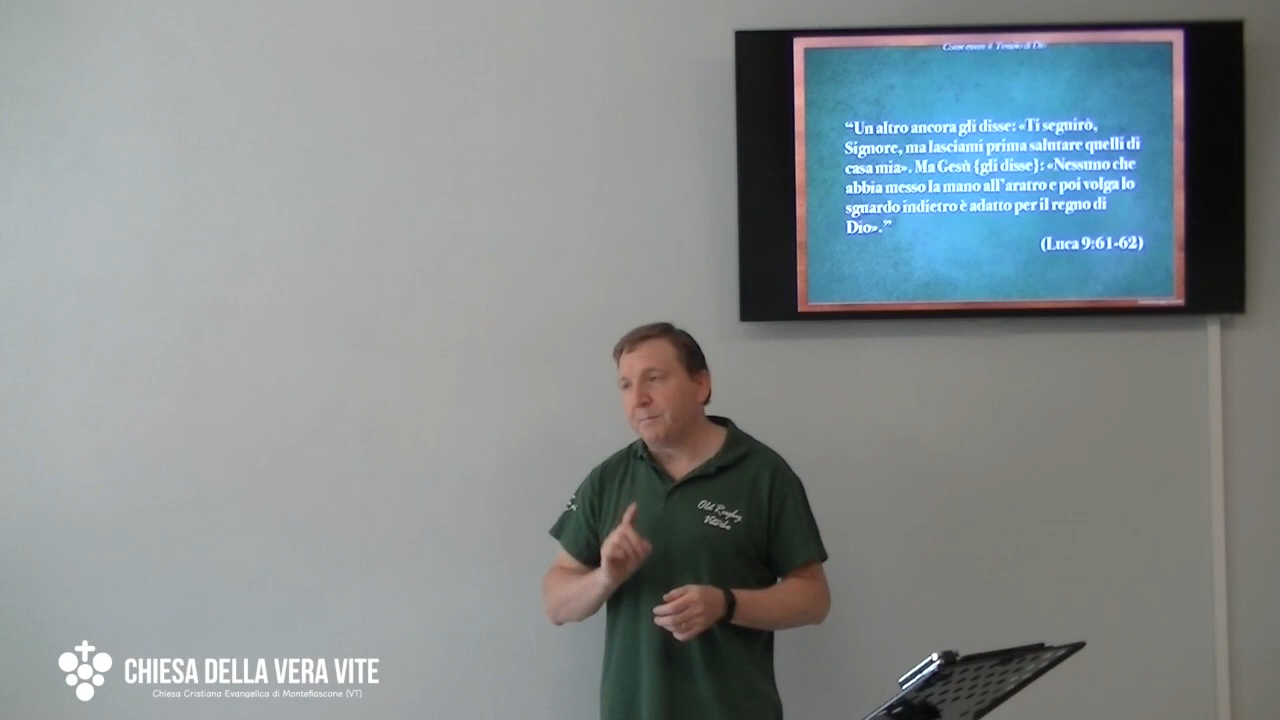 Come essere il Tempio di Dio
“Un altro ancora gli disse: «Ti seguirò,
Signore, ma lasciami prima salutare quelli di
casa mia». Ma Gesù {gli disse}: «Nessuno che
abbia messo la mano all’aratro e poi volga lo
sguardo indietro è adatto per il regno di
Dio».”
(Luca 9:61-62)
Old Rugby
Viterbo
CHIESA DELLA VERA VITE
Chiesa Cristiana Evangelica di Montefiascone (VT)